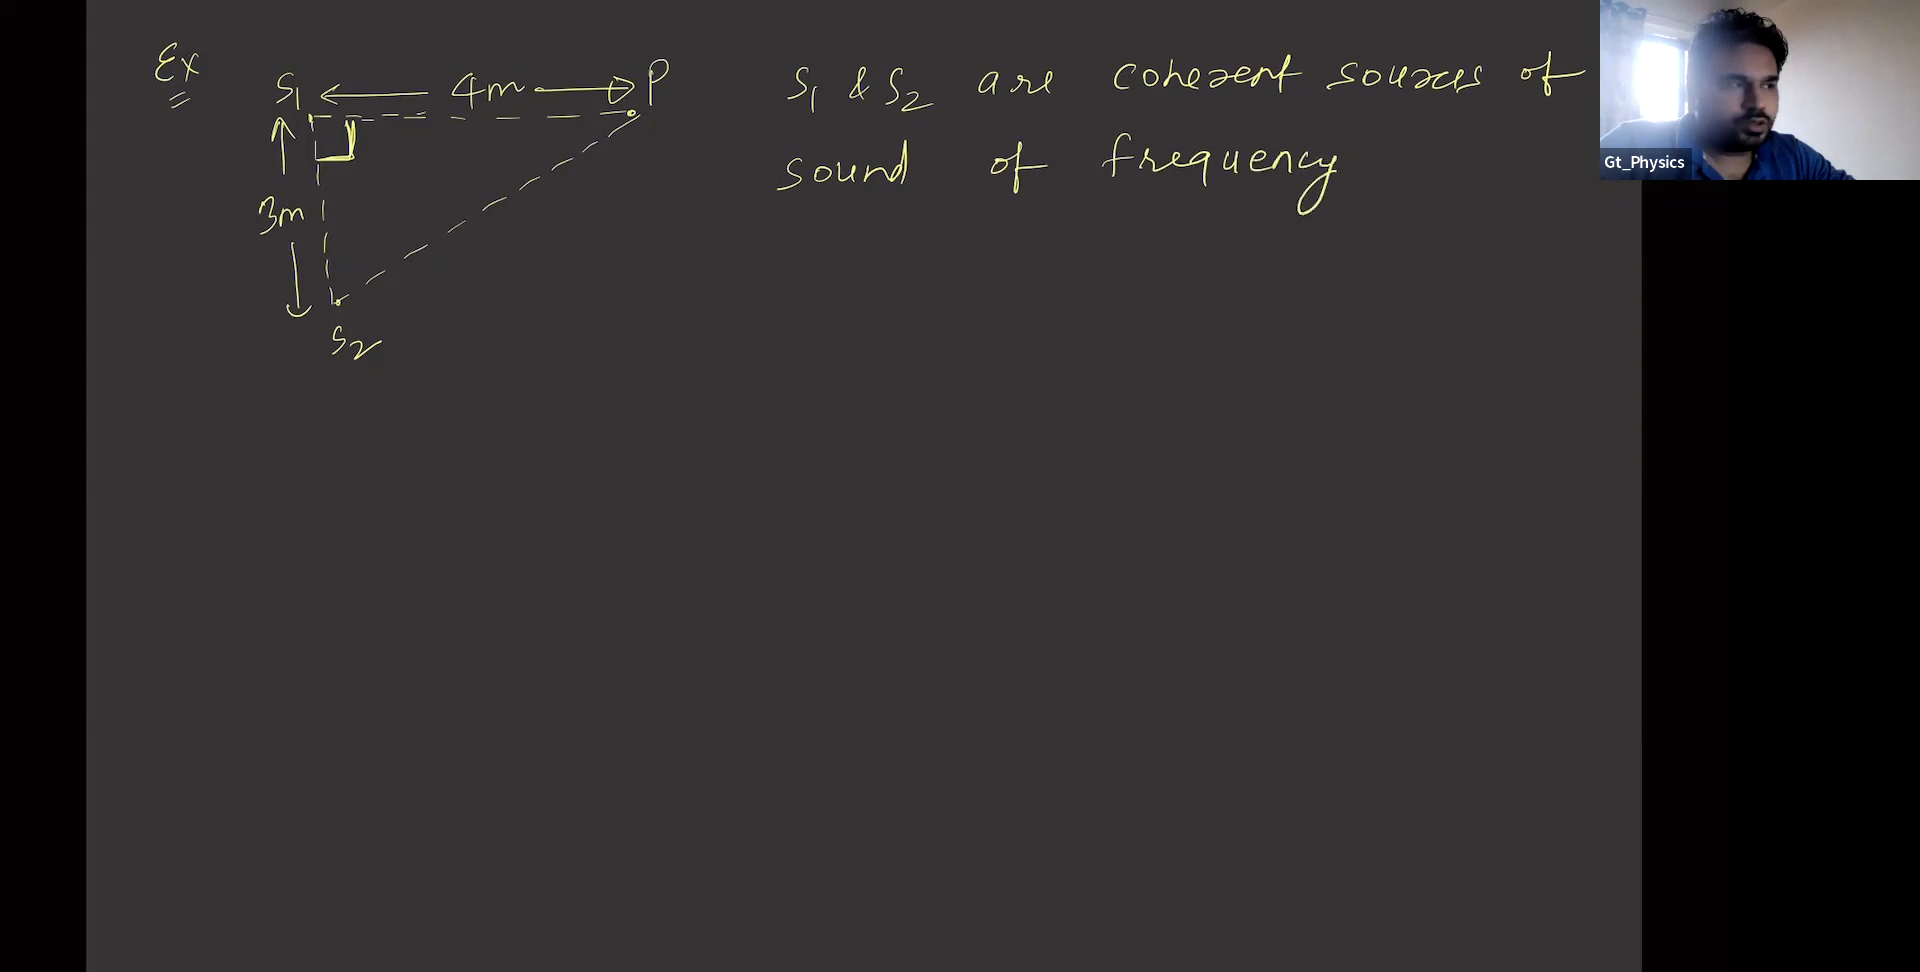 Ex
S1 4m P
S1 & S2 are coherent sources of
sound of frequency
3m
S2
Gt_Physics